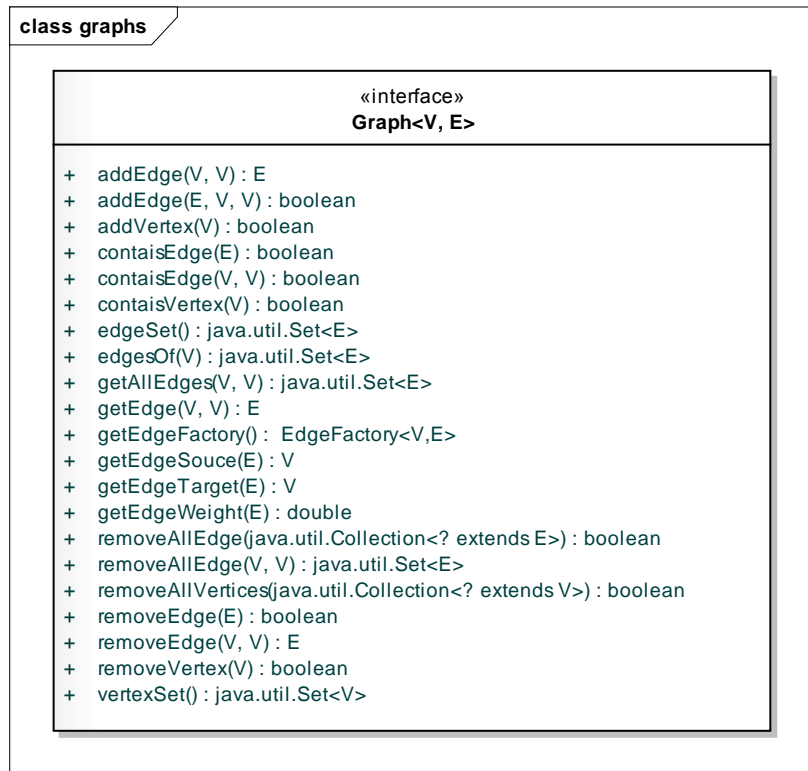 class graphs
«interface»
Graph<V, E>
+ addEdge(V, V) : E
+ addEdge(E, V, V) : boolean
+ addVertex(V) : boolean
+ contaisEdge(E) : boolean
+ contaisEdge(V, V) : boolean
+ contaisVertex(V) : boolean
+ edgeSet() : java.util.Set<E>
+ edgesOf(V) : java.util.Set<E>
+ getAllEdges(V, V) : java.util.Set<E>
+ getEdge(V, V) : E
+ getEdgeFactory() : EdgeFactory<V,E>
+ getEdgeSouce(E) : V
+ getEdgeTarget(E) : V
+ getEdgeWeight(E) : double
+ removeAllEdge(java.util.Collection<? extends E>) : boolean
+ removeAllEdge(V, V) : java.util.Set<E>
+ removeAllVertices(java.util.Collection<? extends V>) : boolean
+ removeEdge(E) : boolean
+ removeEdge(V, V) : E
+ removeVertex(V) : boolean
+ vertexSet() : java.util.Set<V>